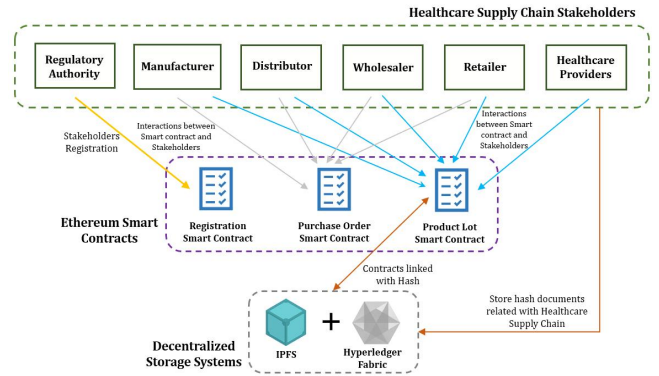 Healthcare Supply Chain Stakeholders
Regulatory
Authority
Manufacturer
Distributor
Wholesaler
Retailer
Healthcare
Providers
Stakeholders
Registration
Interactions between
Smart contract and
Stakeholders
Interactions
between Smart
contract and
Stakeholders
Ethereum Smart
Contracts
Registration
Smart Contract
Purchase Order
Smart Contract
Product Lot
Smart Contract
Contracts linked
with Hash
Store hash documents
related with Healthcare
Supply Chain
Decentralized
Storage Systems
IPFS
+
Hyperledger
Fabric